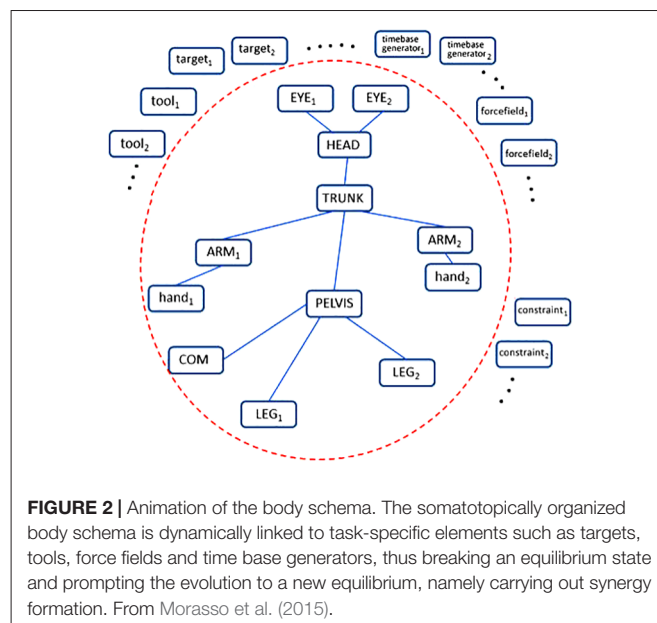 target₁ target₂ ..... timebase generator₁ timebase generator₂
tool₁ EYE₁ EYE₂ forcefield₁
tool₂ HEAD forcefield₂
TRUNK
ARM₁ ARM₂
hand₁ hand₂
PELVIS constraint₁
COM LEG₂ constraint₂
LEG₁
FIGURE 2 | Animation of the body schema. The somatotopically organized
body schema is dynamically linked to task-specific elements such as targets,
tools, force fields and time base generators, thus breaking an equilibrium state
and prompting the evolution to a new equilibrium, namely carrying out synergy
formation. From Morasso et al. (2015).